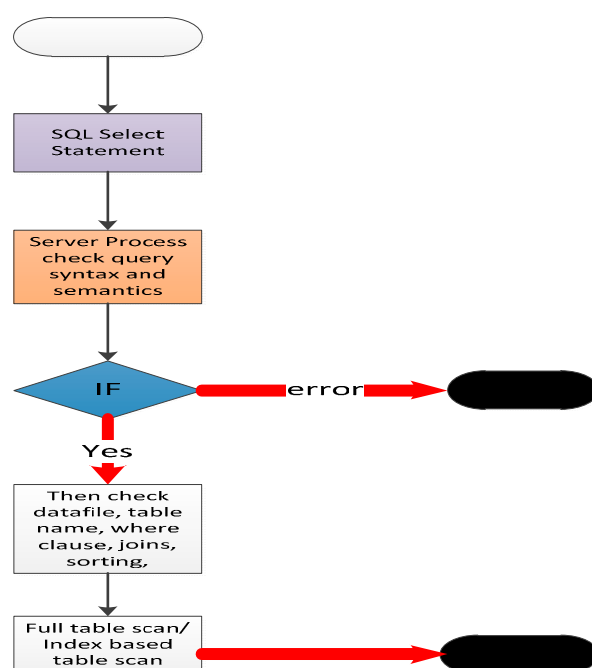 SQL Select
Statement
Server Process
check query
syntax and
semantics
IF
error
Yes
Then check
datafile, table
name, where
clause, joins,
sorting,
Full table scan/
Index based
table scan